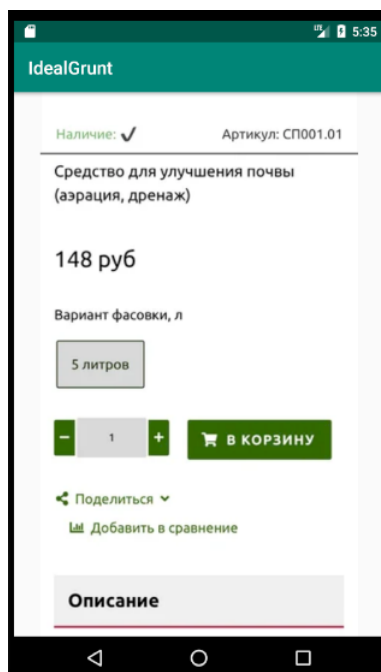 LTE 5:35
IdealGrunt
Наличие: Артикул: СП001.01
Средство для улучшения почвы
(аэрация, дренаж)
148 руб
Вариант фасовки, л
5 литров
− 1 + В КОРЗИНУ
Поделиться
Добавить в сравнение
Описание